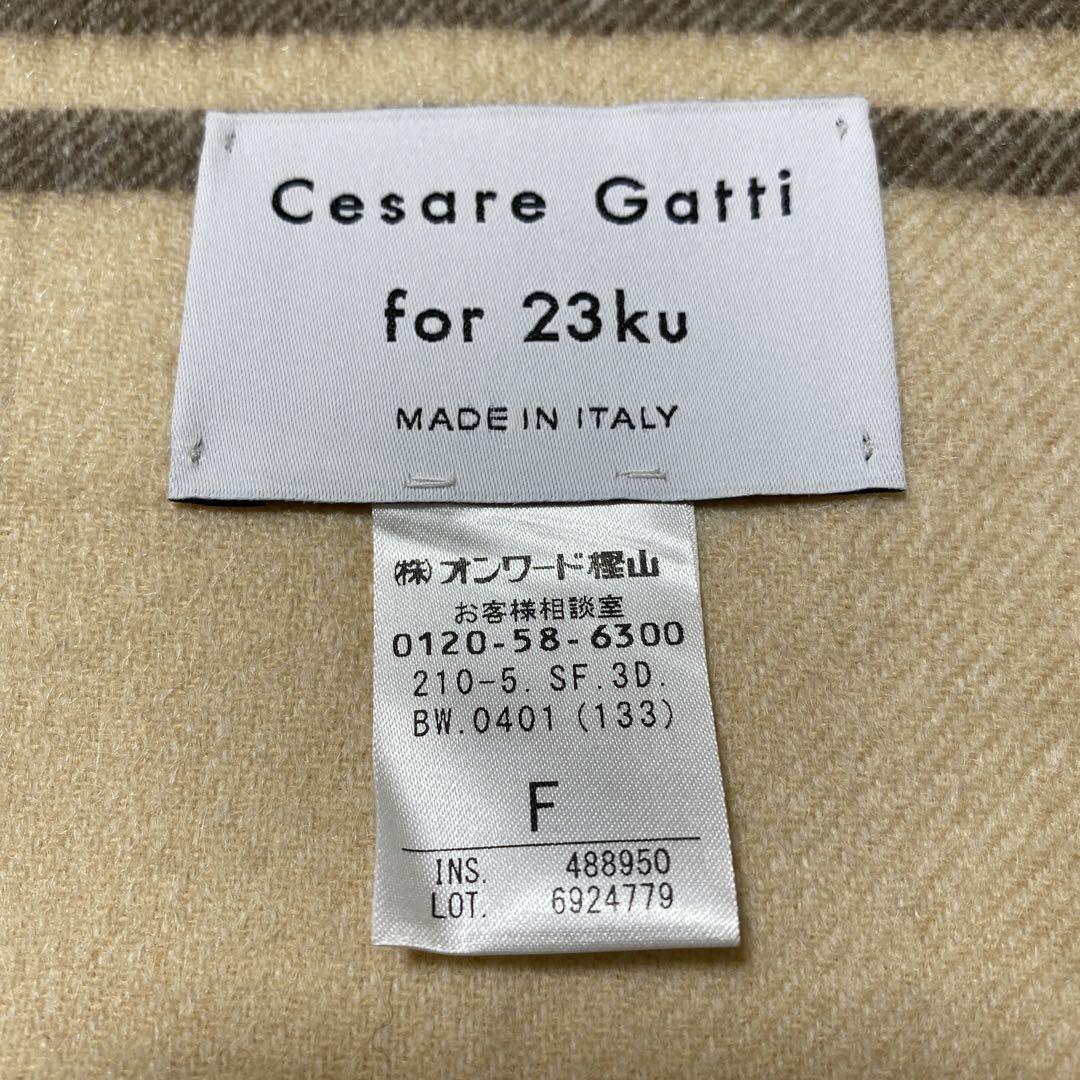 Cesare Gatti
for 23ku
MADE IN ITALY
㈱オンワード樫山
お客様相談室
0120-58-6300
210-5. SF.3D.
BW.0401 (133)
F
INS. 488950
LOT. 6924779